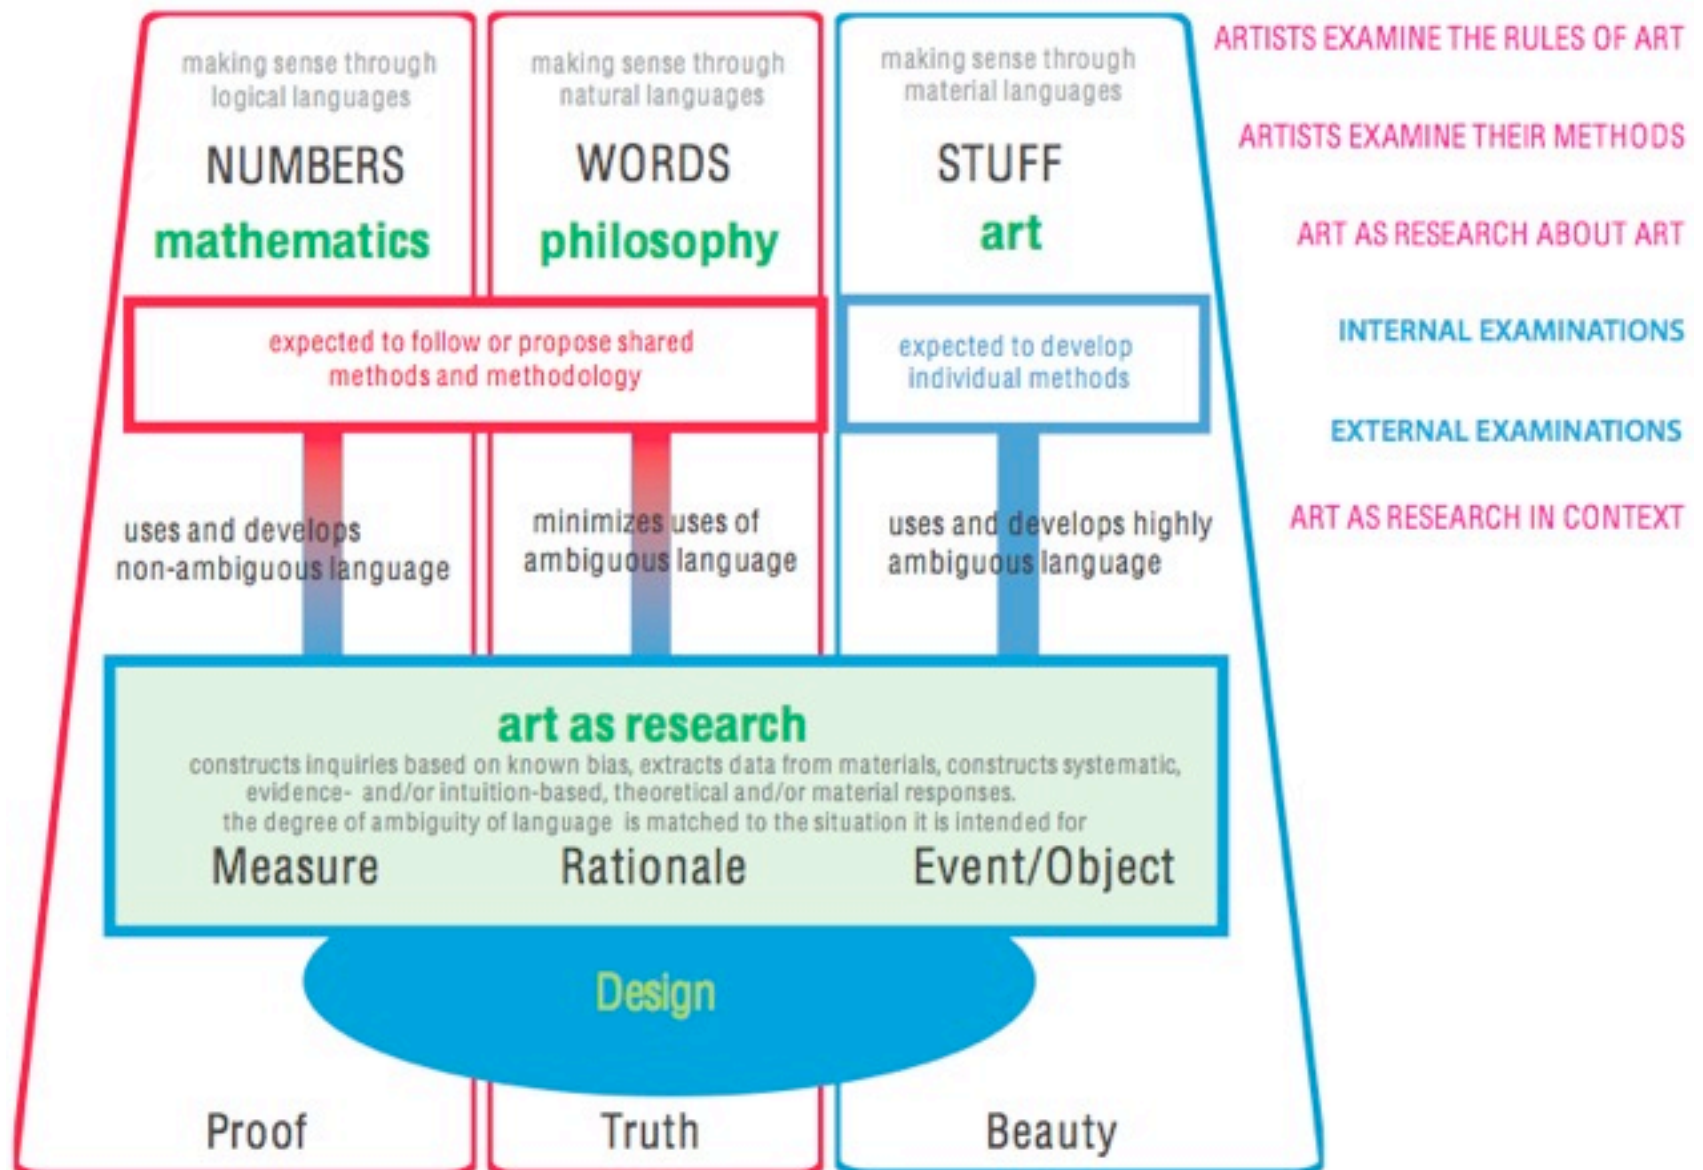 making sense through
logical languages
NUMBERS
mathematics
making sense through
natural languages
WORDS
philosophy
making sense through
material languages
STUFF
art
expected to follow or propose shared
methods and methodology
expected to develop
individual methods
uses and develops
non-ambiguous language
minimizes uses of
ambiguous language
uses and develops highly
ambiguous language
art as research
constructs inquiries based on known bias, extracts data from materials, constructs systematic,
evidence- and/or intuition-based, theoretical and/or material responses.
the degree of ambiguity of language is matched to the situation it is intended for
Measure
Rationale
Event/Object
Design
Proof
Truth
Beauty
ARTISTS EXAMINE THE RULES OF ART
ARTISTS EXAMINE THEIR METHODS
ART AS RESEARCH ABOUT ART
INTERNAL EXAMINATIONS
EXTERNAL EXAMINATIONS
ART AS RESEARCH IN CONTEXT